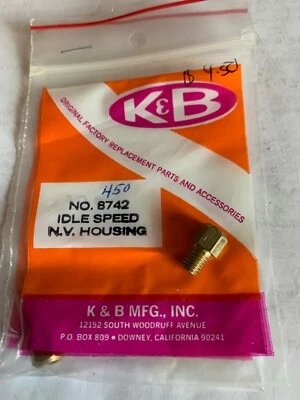 B 4.50
K&B
ORIGINAL FACTORY REPLACEMENT PARTS AND ACCESSORIES
450
NO. 8742
IDLE SPEED
N.V. HOUSING
K & B MFG., INC.
12152 SOUTH WOODRUFF AVENUE
P.O. BOX 809 • DOWNEY, CALIFORNIA 90241